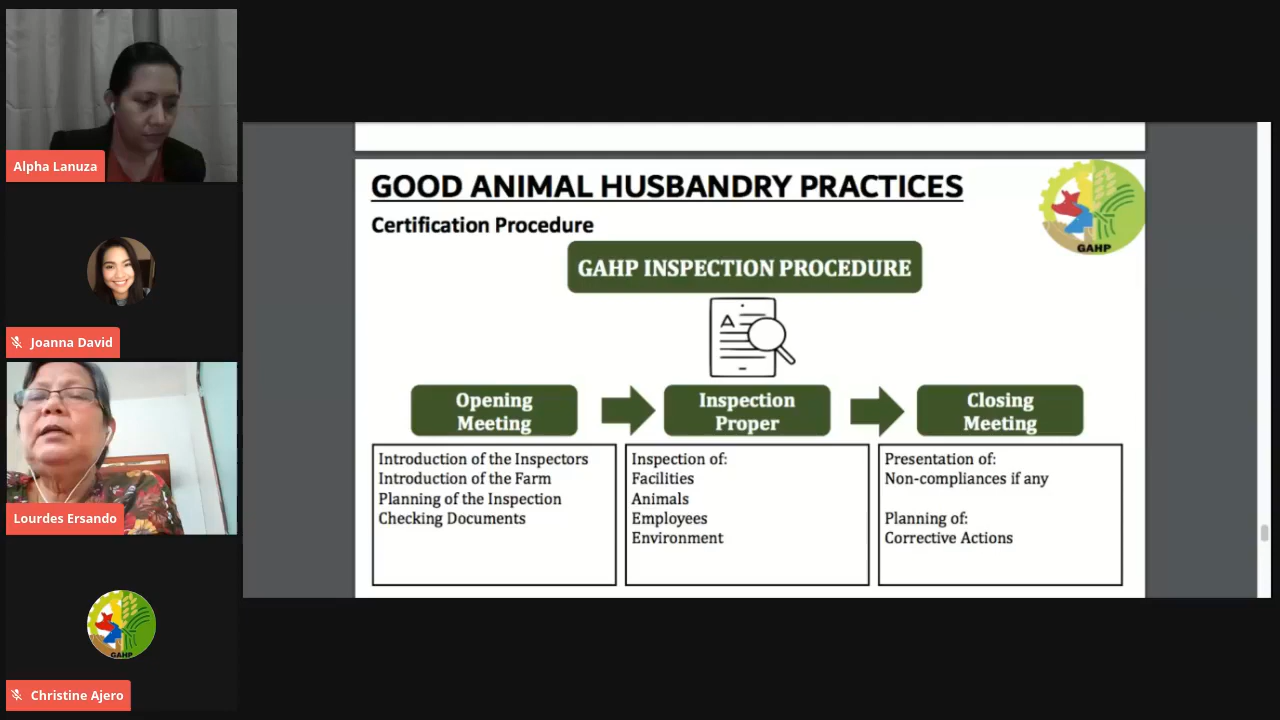 Alpha Lanuza
Joanna David
Lourdes Ersando
GAHP
Christine Ajero
GOOD ANIMAL HUSBANDRY PRACTICES
Certification Procedure
GAHP
GAHP INSPECTION PROCEDURE
A
Opening
Meeting
Inspection
Proper
Closing
Meeting
Introduction of the Inspectors
Introduction of the Farm
Planning of the Inspection
Checking Documents
Inspection of:
Facilities
Animals
Employees
Environment
Presentation of:
Non-compliances if any
Planning of:
Corrective Actions